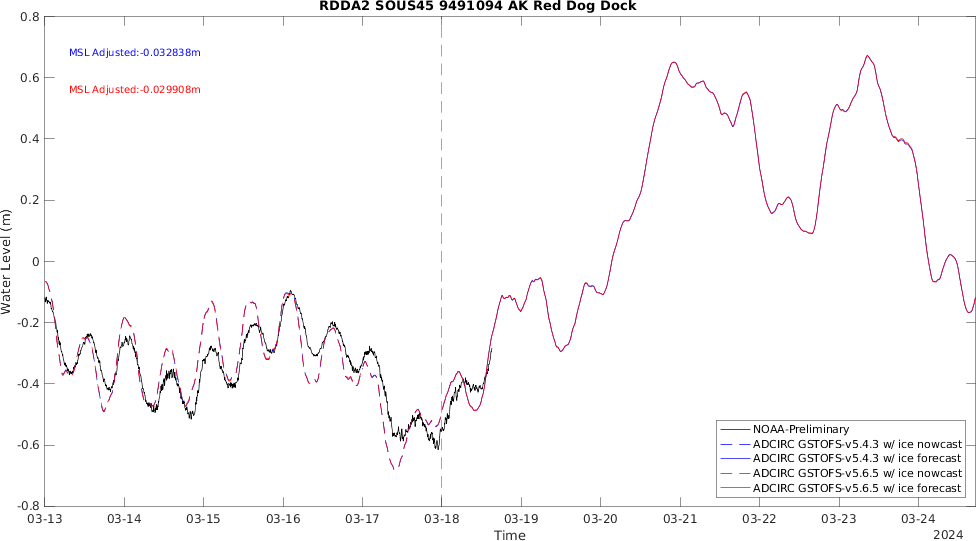 RDDA2 SOUS45 9491094 AK Red Dog Dock
MSL Adjusted:-0.032838m
MSL Adjusted:-0.029908m
Water Level (m)
0.8
0.6
0.4
0.2
0
-0.2
-0.4
-0.6
-0.8
NOAA-Preliminary
ADCIRC GSTOFS-v5.4.3 w/ ice nowcast
ADCIRC GSTOFS-v5.4.3 w/ ice forecast
ADCIRC GSTOFS-v5.6.5 w/ ice nowcast
ADCIRC GSTOFS-v5.6.5 w/ ice forecast
03-13 03-14 03-15 03-16 03-17 03-18 03-19 03-20 03-21 03-22 03-23 03-24
Time
2024